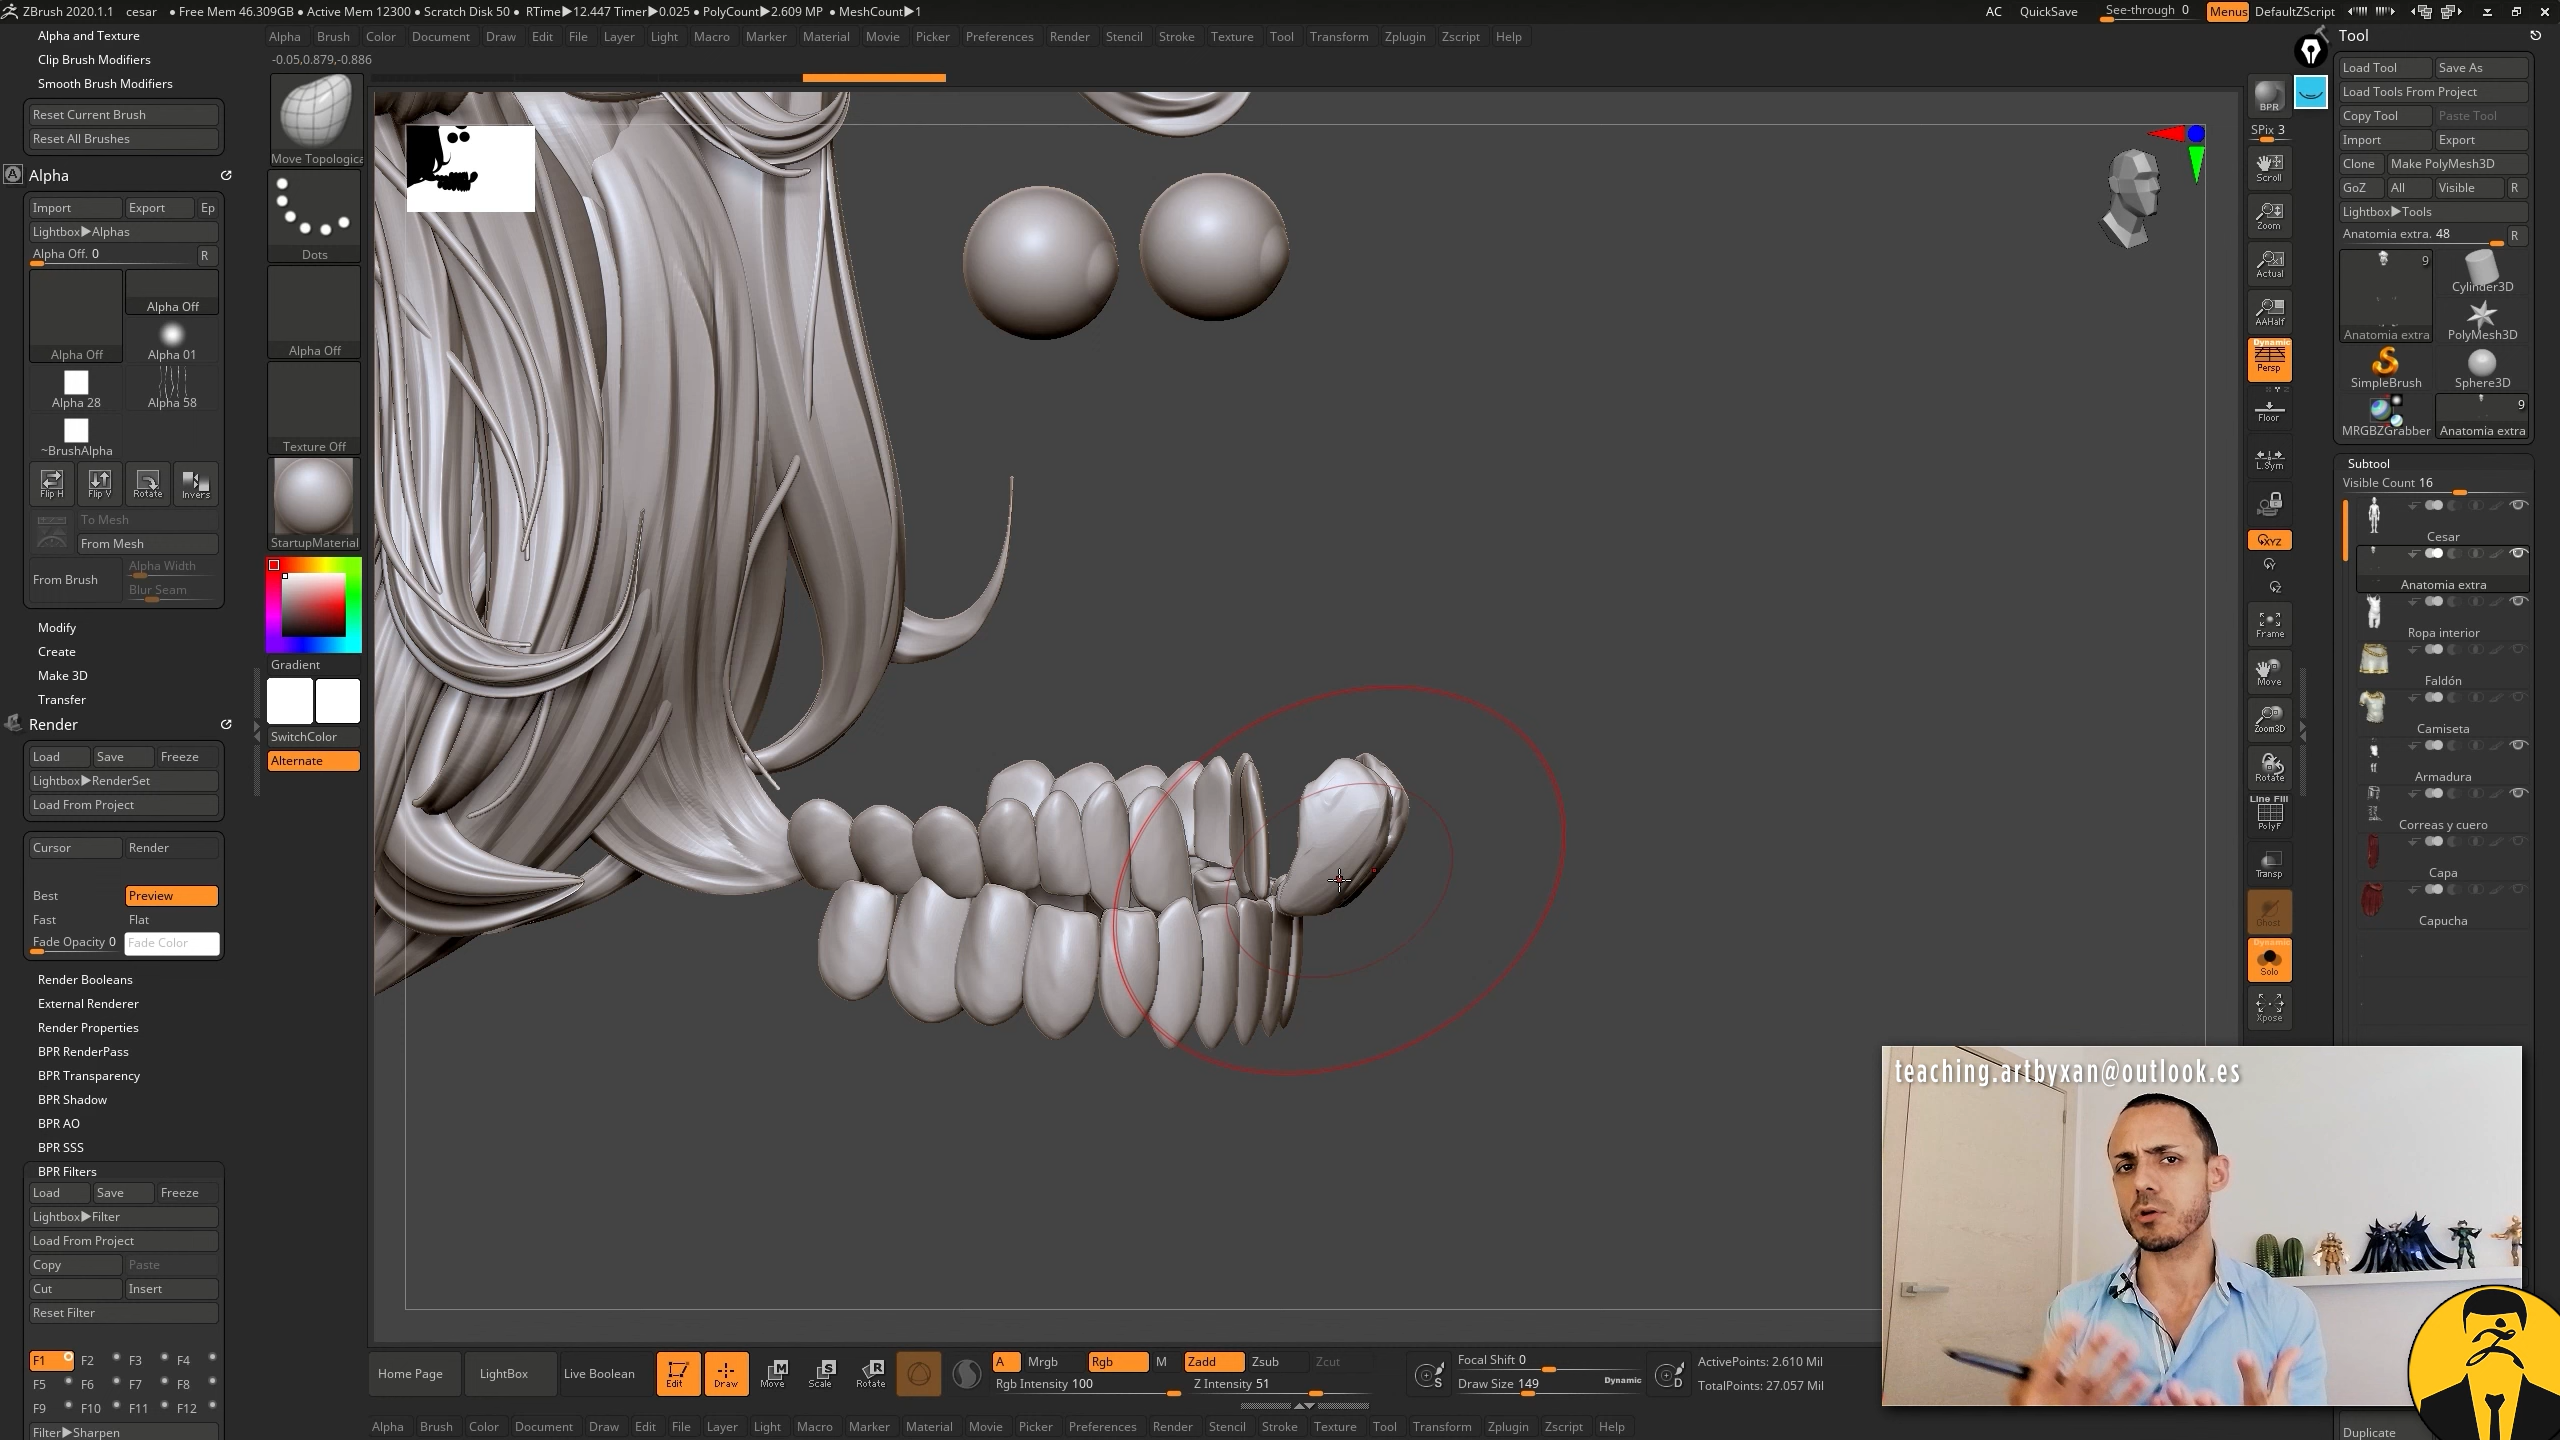 ZBrush 2020.1.1 cesar • Free Mem 46.309GB • Active Mem 12300 • Scratch Disk 50 • RTime▶12.447 Timer▶0.025 • PolyCount▶2.609 MP • MeshCount▶1 AC QuickSave See-through 0 Menus DefaultZScript
Alpha Brush Color Document Draw Edit File Layer Light Macro Marker Material Movie Picker Preferences Render Stencil Stroke Texture Tool Transform Zplugin Zscript Help
-0.05,0.879,-0.886
Alpha and Texture
Clip Brush Modifiers
Smooth Brush Modifiers
Reset Current Brush
Reset All Brushes
Alpha
Import Export Ep
Lightbox▶Alphas
Alpha Off. 0 R
Alpha Off
Alpha Off Alpha 01
Alpha 28 Alpha 58
~BrushAlpha
Flip H Flip V Rotate Invers
To Mesh
From Mesh
From Brush Alpha Width
Blur Seam
Modify
Create
Make 3D
Transfer
Render
Load Save Freeze
Lightbox▶RenderSet
Load From Project
Cursor Render
Best Preview
Fast Flat
Fade Opacity 0 Fade Color
Render Booleans
External Renderer
Render Properties
BPR RenderPass
BPR Transparency
BPR Shadow
BPR AO
BPR SSS
BPR Filters
Load Save Freeze
Lightbox▶Filter
Load From Project
Copy Paste
Cut Insert
Reset Filter
F1 F2 F3 F4
F5 F6 F7 F8
F9 F10 F11 F12
Filter▶Sharpen
Move Topologica
Dots
Alpha Off
Texture Off
StartupMaterial
Gradient
SwitchColor
Alternate
BPR
SPix 3
Scroll
Zoom
Actual
AAHalf
Dynamic
Persp
Floor
L.Sym
XYZ
Y
Z
Frame
Move
Zoom3D
Rotate
Line Fill
PolyF
Transp
Ghost
Dynamic
Solo
Xpose
Tool
Load Tool Save As
Load Tools From Project
Copy Tool Paste Tool
Import Export
Clone Make PolyMesh3D
GoZ All Visible R
Lightbox▶Tools
Anatomia extra. 48 R
9
Cylinder3D
Anatomia extra PolyMesh3D
SimpleBrush Sphere3D
9
MRGBZGrabber Anatomia extra
Subtool
Visible Count 16
Cesar
Anatomia extra
Ropa interior
Faldón
Camiseta
Armadura
Correas y cuero
Capa
Capucha
Duplicate
teaching.artbyxan@outlook.es
Home Page LightBox Live Boolean Edit Draw Move Scale Rotate
A Mrgb Rgb M Zadd Zsub Zcut
Rgb Intensity 100 Z Intensity 51
Focal Shift 0
Draw Size 149 Dynamic
ActivePoints: 2.610 Mil
TotalPoints: 27.057 Mil
Alpha Brush Color Document Draw Edit File Layer Light Macro Marker Material Movie Picker Preferences Render Stencil Stroke Texture Tool Transform Zplugin Zscript Help